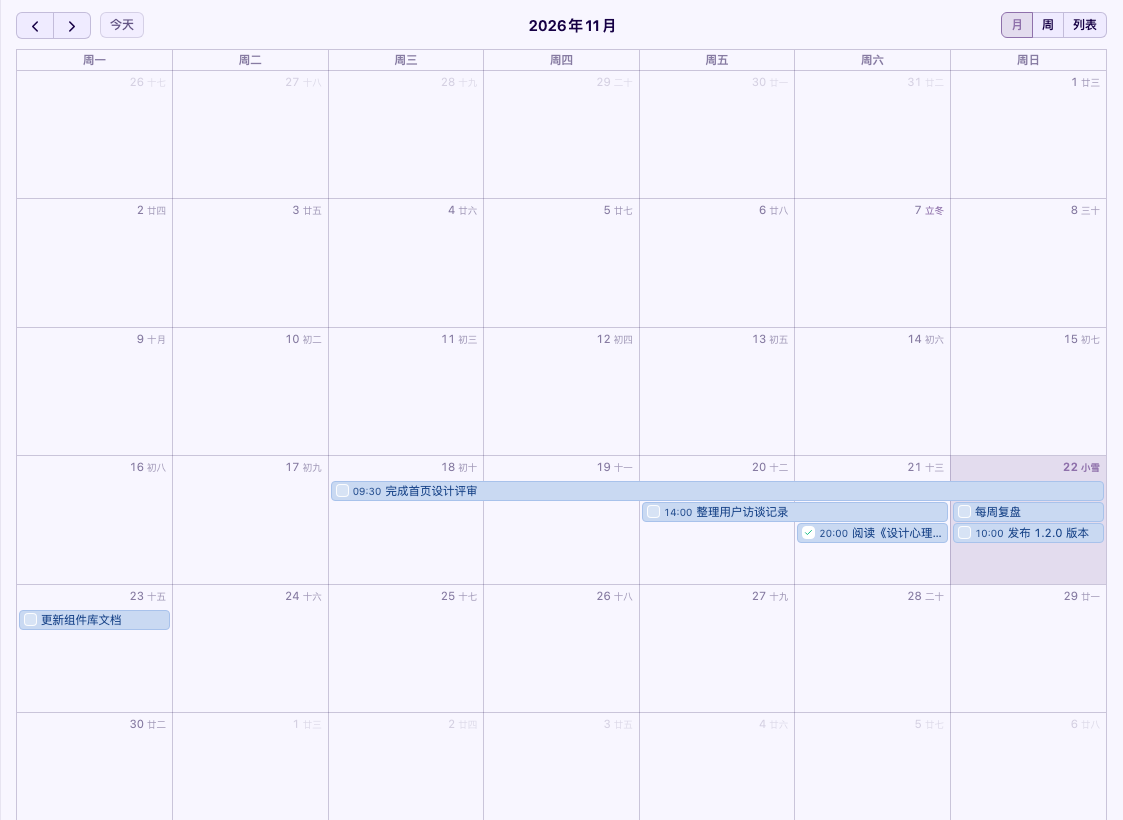 今天
2026年11月
月 周 列表
周一 周二 周三 周四 周五 周六 周日
26 十七 27 十八 28 十九 29 二十 30 廿一 31 廿二 1 廿三
2 廿四 3 廿五 4 廿六 5 廿七 6 廿八 7 立冬 8 三十
9 十月 10 初二 11 初三 12 初四 13 初五 14 初六 15 初七
16 初八 17 初九 18 初十 19 十一 20 十二 21 十三 22 小雪
09:30 完成首页设计评审
14:00 整理用户访谈记录 每周复盘
20:00 阅读《设计心理... 10:00 发布 1.2.0 版本
23 十五 24 十六 25 十七 26 十八 27 十九 28 二十 29 廿一
更新组件库文档
30 廿二 1 廿三 2 廿四 3 廿五 4 廿六 5 廿七 6 廿八